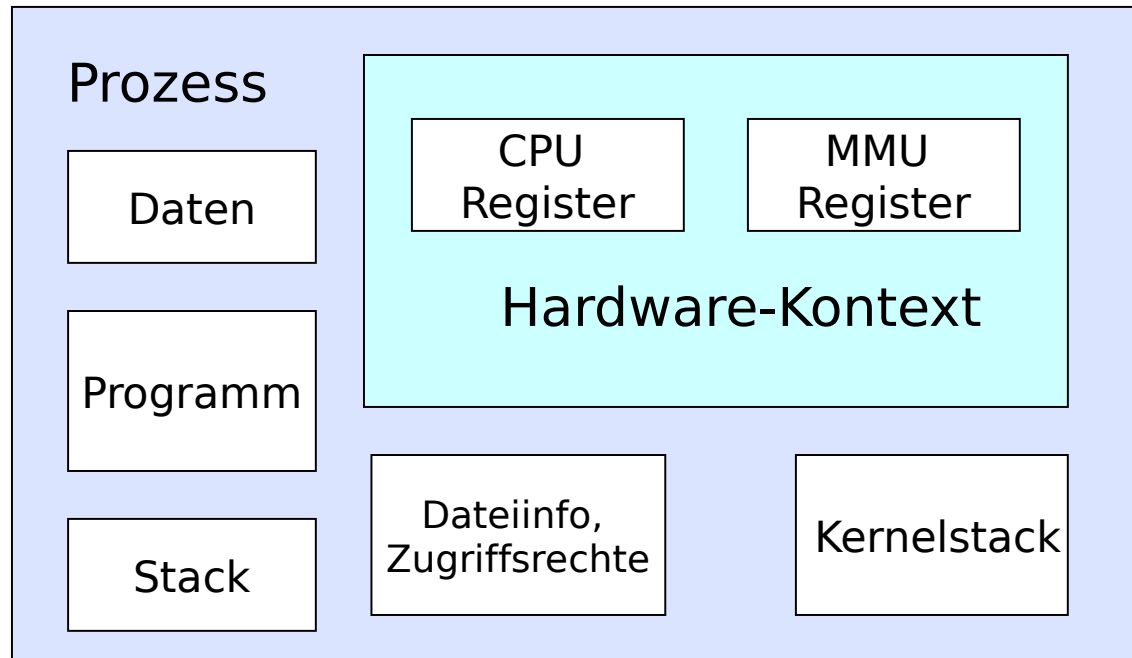 Prozess
Daten
Programm
Stack
CPU
Register
MMU
Register
Hardware-Kontext
Dateiinfo,
Zugriffsrechte
Kernelstack